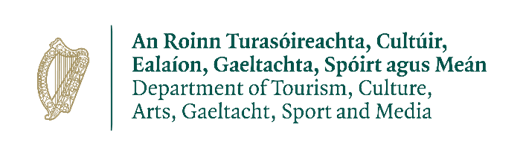 An Roinn Turasóireachta, Cultúir,
Ealaíon, Gaeltachta, Spóirt agus Meán
Department of Tourism, Culture,
Arts, Gaeltacht, Sport and Media